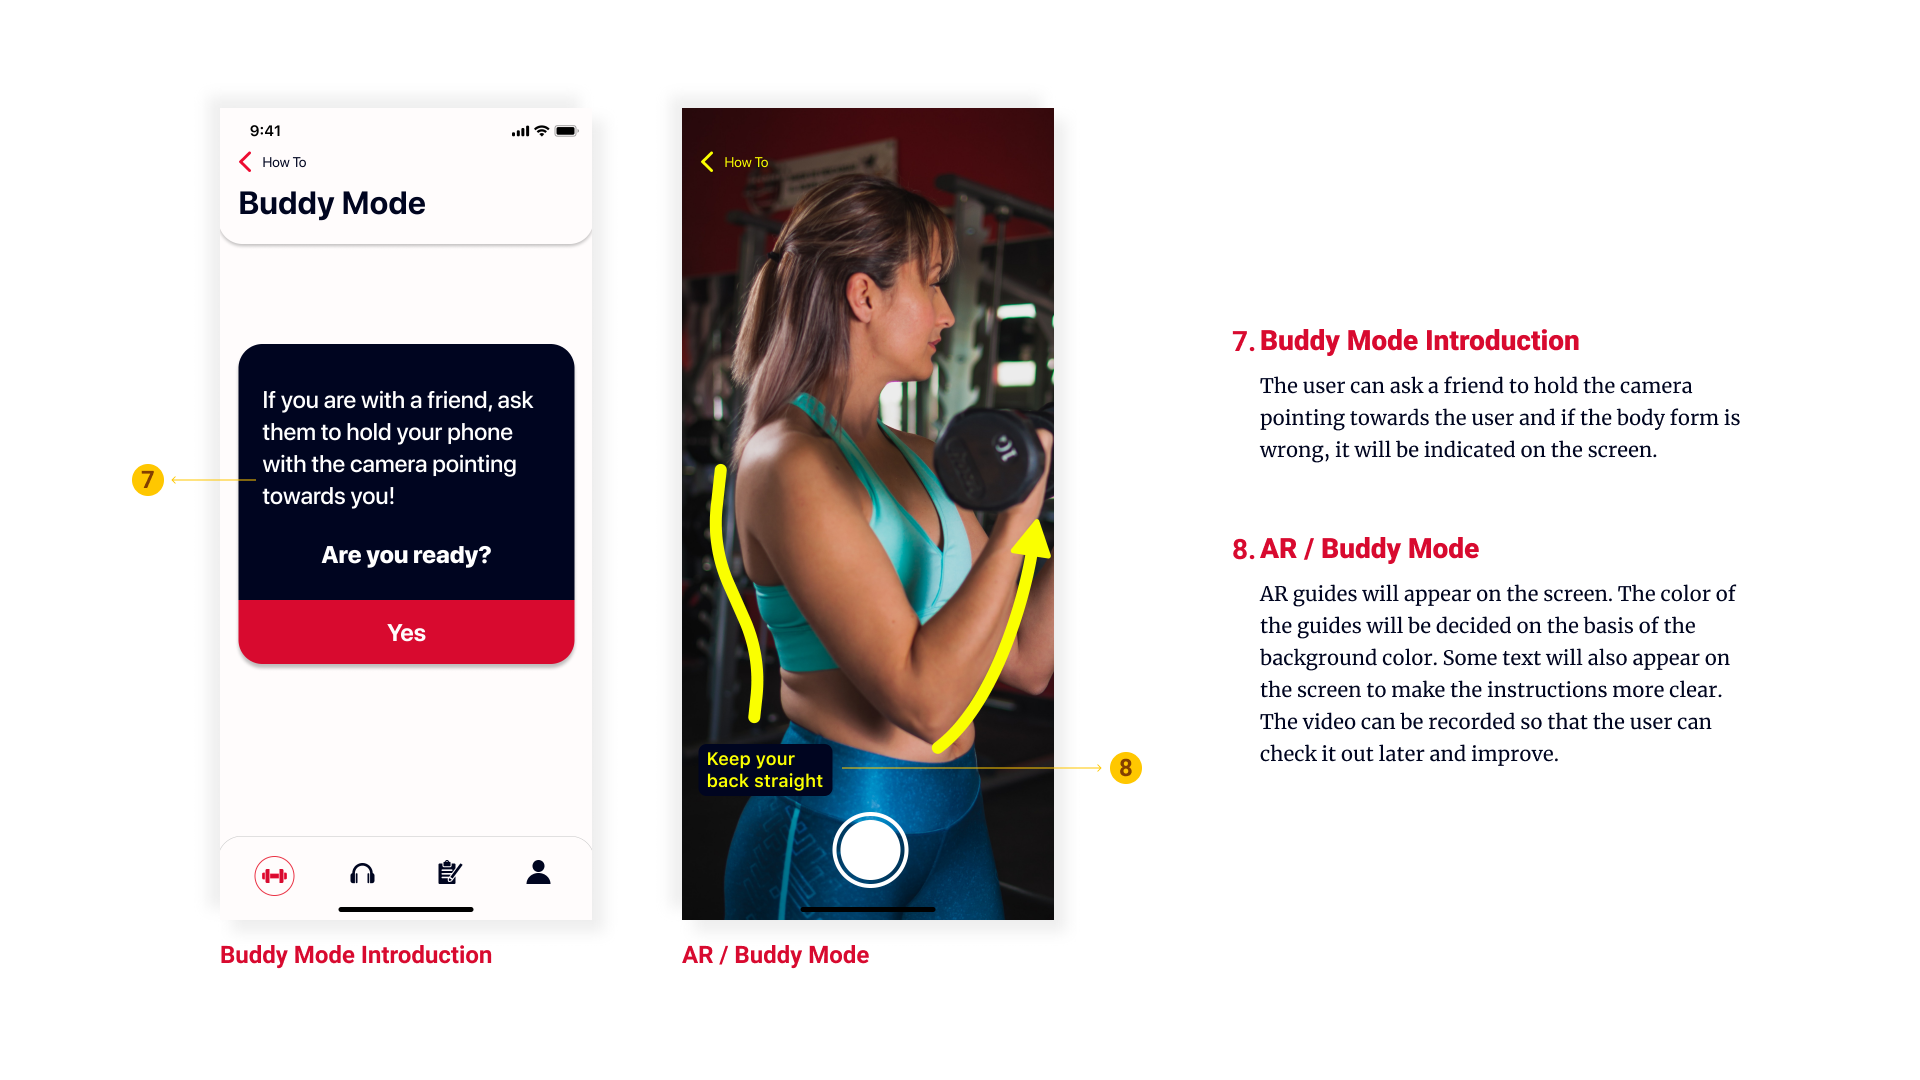 9:41
How To
Buddy Mode
If you are with a friend, ask
them to hold your phone
with the camera pointing
towards you!
Are you ready?
Yes
7
Buddy Mode Introduction
How To
Keep your
back straight
8
AR / Buddy Mode
7. Buddy Mode Introduction
The user can ask a friend to hold the camera
pointing towards the user and if the body form is
wrong, it will be indicated on the screen.
8. AR / Buddy Mode
AR guides will appear on the screen. The color of
the guides will be decided on the basis of the
background color. Some text will also appear on
the screen to make the instructions more clear.
The video can be recorded so that the user can
check it out later and improve.